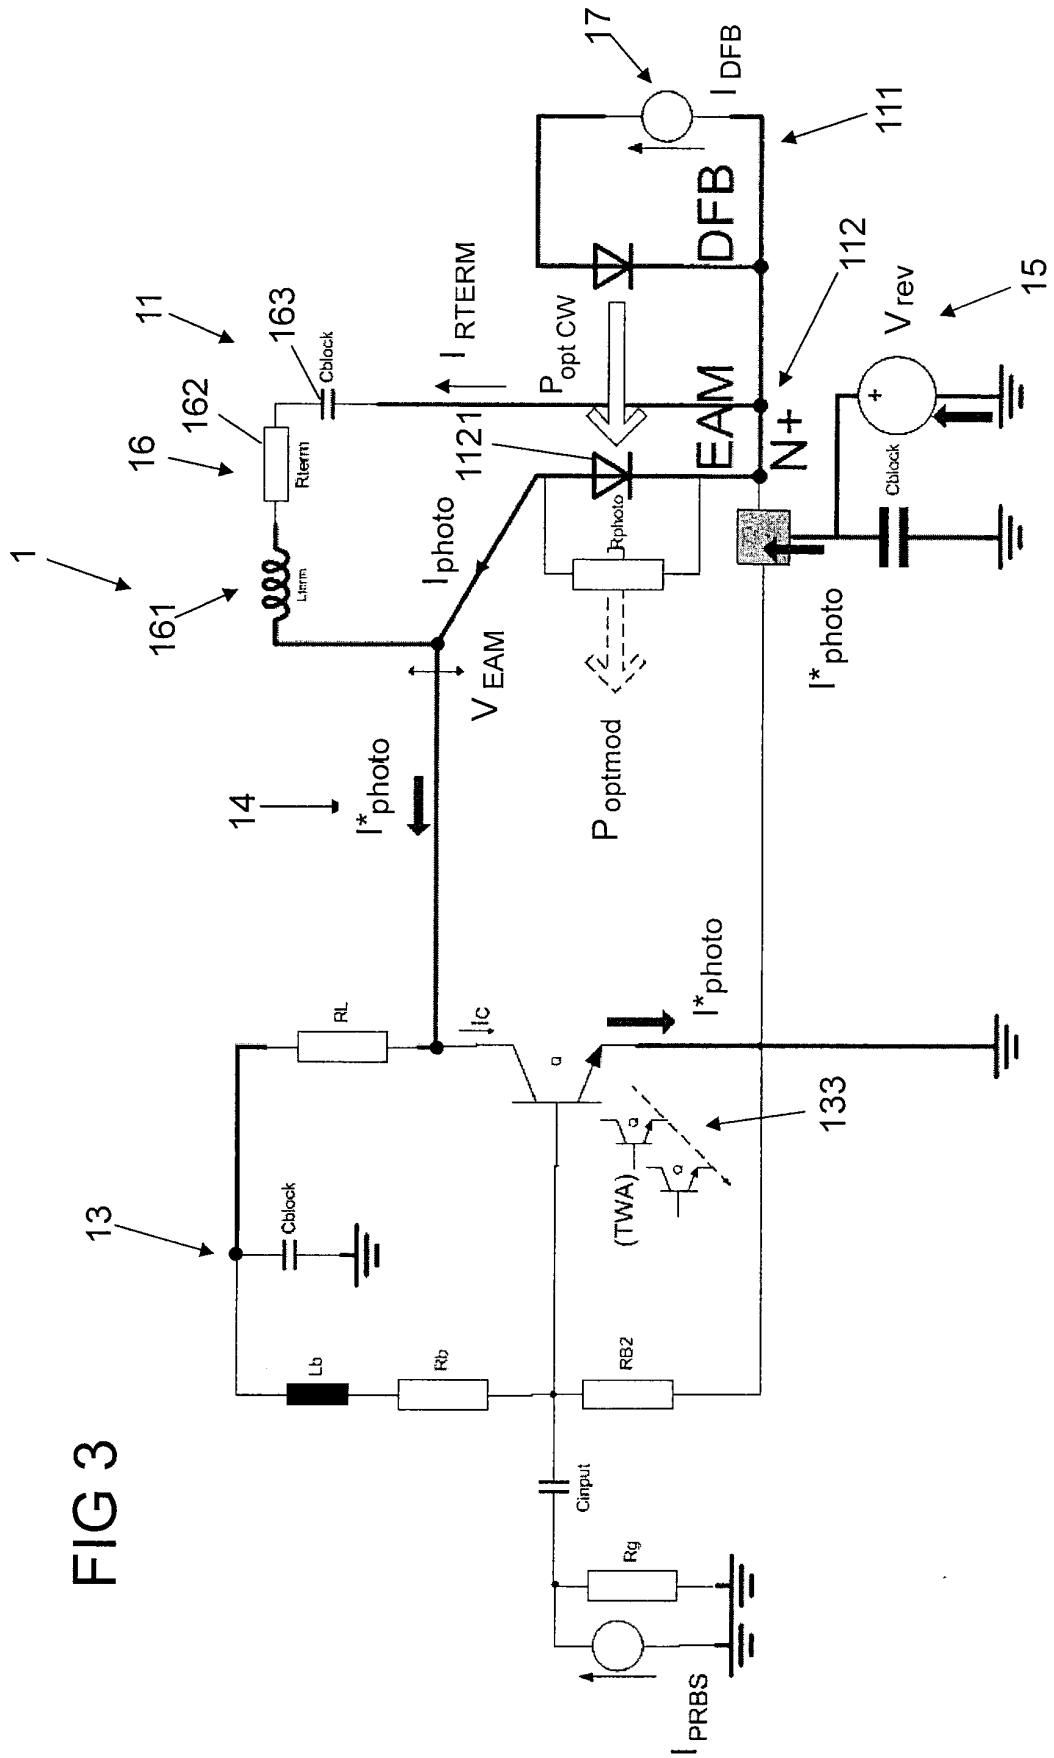 FIG 3
1
11
16
161
162
163
Lterm
Rterm
Cblock
I RTERM
17
I DFB
111
DFB
112
EAM
N+
1121
P opt CW
I photo
Rphoto
V EAM
P optmod
14
I* photo
I* photo
V rev
15
+
Cblock
13
Cblock
RL
Ic
Q
I* photo
(TWA)
Q
Q
133
Lb
Rb
RB2
Cinput
Rg
I PRBS